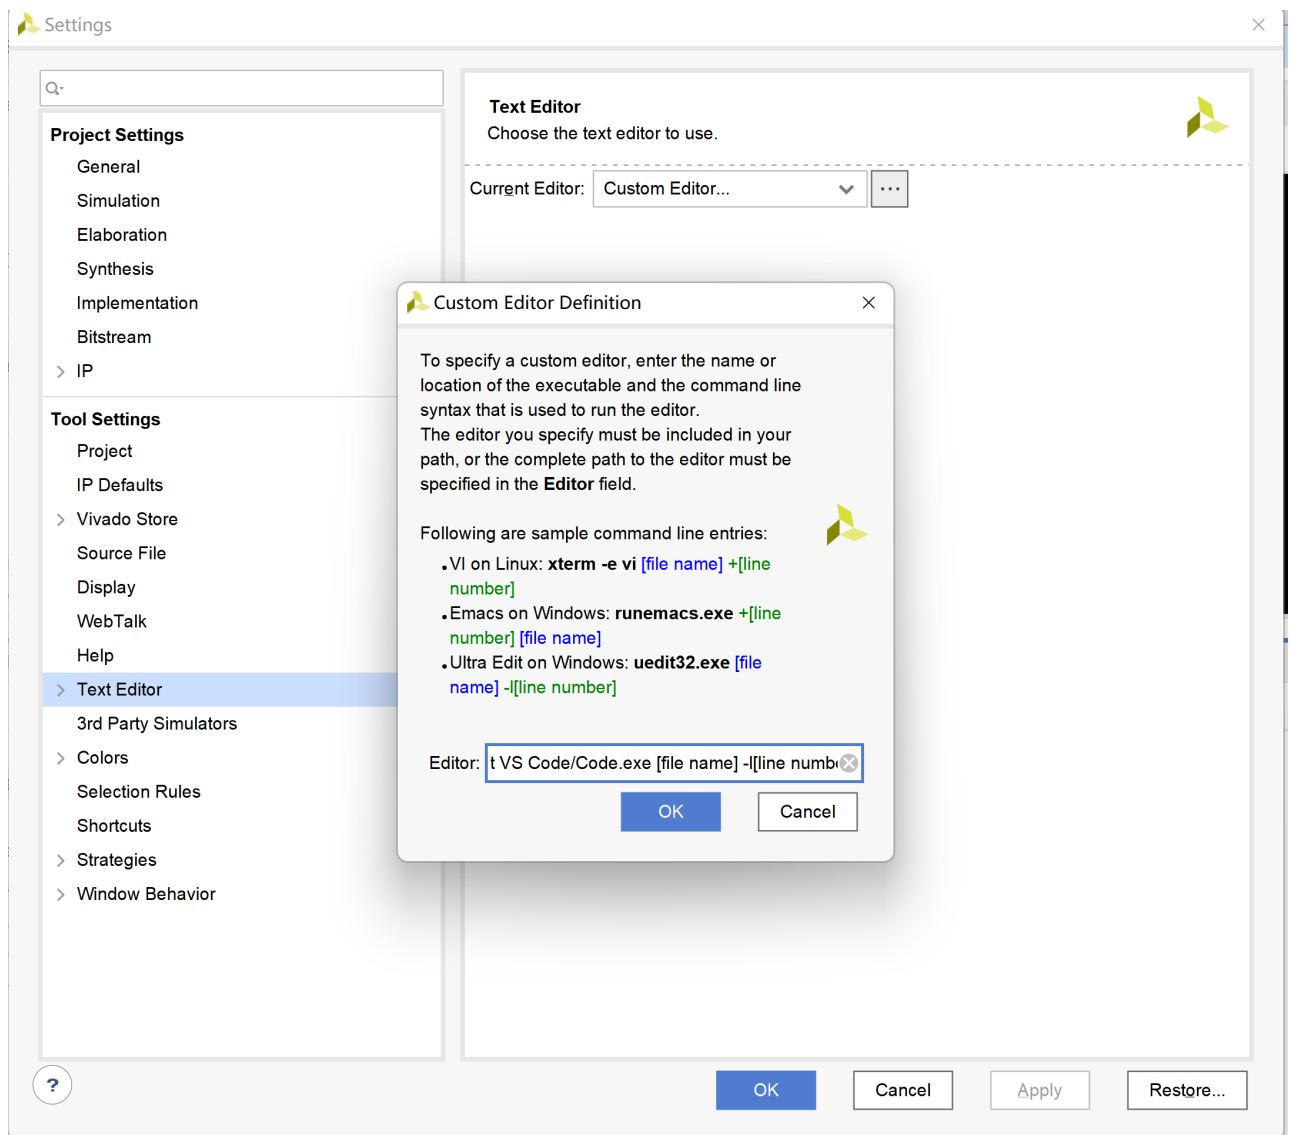 Settings
Project Settings
General
Simulation
Elaboration
Synthesis
Implementation
Bitstream
IP
Tool Settings
Project
IP Defaults
Vivado Store
Source File
Display
WebTalk
Help
Text Editor
3rd Party Simulators
Colors
Selection Rules
Shortcuts
Strategies
Window Behavior
Text Editor
Choose the text editor to use.
Current Editor: Custom Editor... ...
Custom Editor Definition
To specify a custom editor, enter the name or
location of the executable and the command line
syntax that is used to run the editor.
The editor you specify must be included in your
path, or the complete path to the editor must be
specified in the Editor field.
Following are sample command line entries:
• VI on Linux: xterm -e vi [file name] +[line
number]
• Emacs on Windows: runemacs.exe +[line
number] [file name]
• Ultra Edit on Windows: uedit32.exe [file
name] -l[line number]
Editor: t VS Code/Code.exe [file name] -l[line numb
OK Cancel
? OK Cancel Apply Restore...